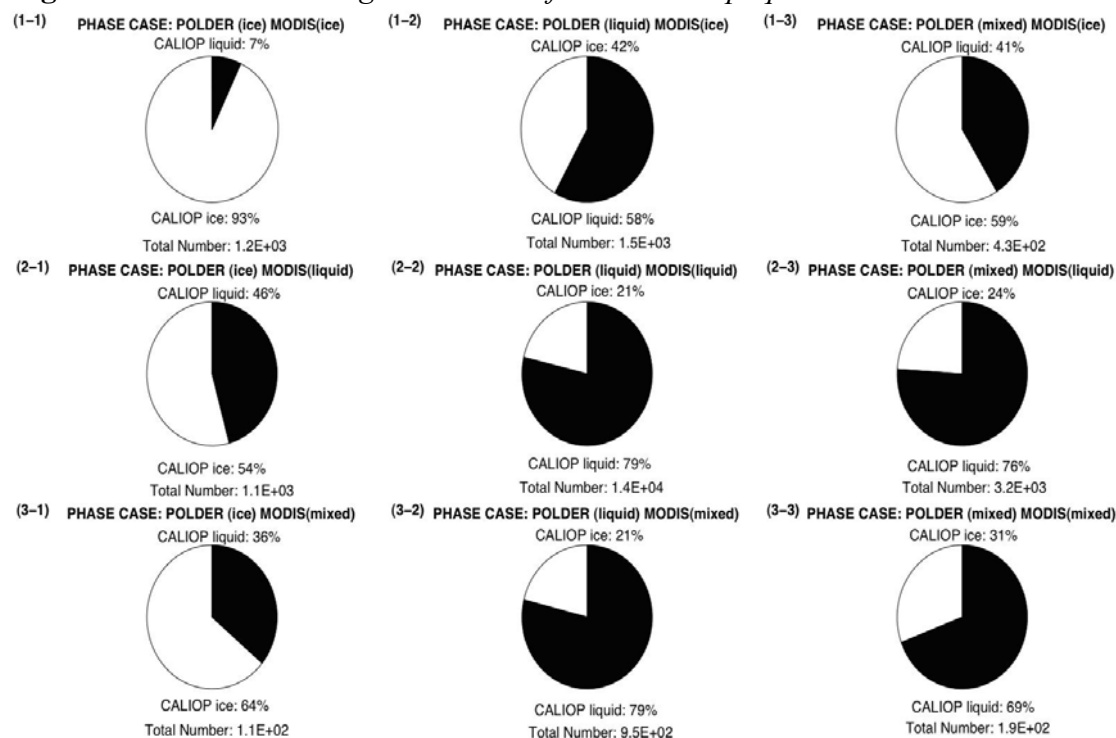 (1–1) PHASE CASE: POLDER (ice) MODIS(ice)
CALIOP liquid: 7%
CALIOP ice: 93%
Total Number: 1.2E+03
(1–2) PHASE CASE: POLDER (liquid) MODIS(ice)
CALIOP ice: 42%
CALIOP liquid: 58%
Total Number: 1.5E+03
(1–3) PHASE CASE: POLDER (mixed) MODIS(ice)
CALIOP liquid: 41%
CALIOP ice: 59%
Total Number: 4.3E+02
(2–1) PHASE CASE: POLDER (ice) MODIS(liquid)
CALIOP liquid: 46%
CALIOP ice: 54%
Total Number: 1.1E+03
(2–2) PHASE CASE: POLDER (liquid) MODIS(liquid)
CALIOP ice: 21%
CALIOP liquid: 79%
Total Number: 1.4E+04
(2–3) PHASE CASE: POLDER (mixed) MODIS(liquid)
CALIOP ice: 24%
CALIOP liquid: 76%
Total Number: 3.2E+03
(3–1) PHASE CASE: POLDER (ice) MODIS(mixed)
CALIOP liquid: 36%
CALIOP ice: 64%
Total Number: 1.1E+02
(3–2) PHASE CASE: POLDER (liquid) MODIS(mixed)
CALIOP ice: 21%
CALIOP liquid: 79%
Total Number: 9.5E+02
(3–3) PHASE CASE: POLDER (mixed) MODIS(mixed)
CALIOP ice: 31%
CALIOP liquid: 69%
Total Number: 1.9E+02